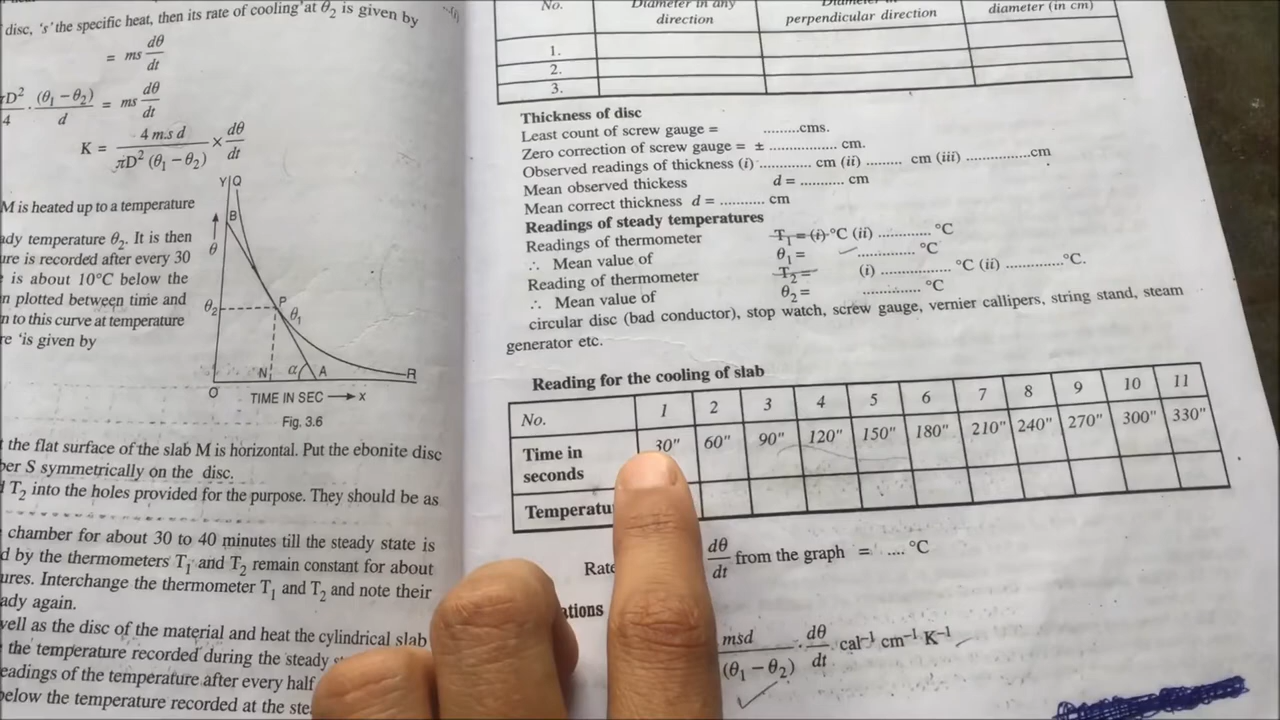 disc, 's' the specific heat, then its rate of cooling at θ2 is given by
= ms dθ/dt
πD²/4 · (θ1 – θ2)/d = ms dθ/dt
K = 4 m.s d / πD² (θ1 – θ2) × dθ/dt
M is heated up to a temperature
ady temperature θ2. It is then
ure is recorded after every 30
is about 10°C below the
n plotted between time and
n to this curve at temperature
re 'is given by
Y Q
B
θ
θ2
P
θ1
N
α
A
R
O
TIME IN SEC → x
Fig. 3.6
t the flat surface of the slab M is horizontal. Put the ebonite disc
ber S symmetrically on the disc.
d T2 into the holes provided for the purpose. They should be as
chamber for about 30 to 40 minutes till the steady state is
d by the thermometers T1 and T2 remain constant for about
ures. Interchange the thermometer T1 and T2 and note their
ady again.
well as the disc of the material and heat the cylindrical slab
the temperature recorded during the steady
eadings of the temperature after every half
below the temperature recorded at the ste
No. Diameter in any direction perpendicular direction diameter (in cm)
1.
2.
3.
Thickness of disc
Least count of screw gauge = .........cms.
Zero correction of screw gauge = ± ................. cm.
Observed readings of thickness (i) ............. cm (ii) ......... cm (iii) ................cm
Mean observed thickess d = ........... cm
Mean correct thickness d = ........... cm
Readings of steady temperatures
Readings of thermometer T1 = (i) °C (ii) ............. °C
∴ Mean value of θ1 = .............. °C
Reading of thermometer T2 = (i) ................. °C (ii) ..............°C.
∴ Mean value of θ2 = .............. °C
circular disc (bad conductor), stop watch, screw gauge, vernier callipers, string stand, steam
generator etc.
Reading for the cooling of slab
No. 1 2 3 4 5 6 7 8 9 10 11
Time in seconds 30" 60" 90" 120" 150" 180" 210" 240" 270" 300" 330"
Temperatu
Rate dθ/dt from the graph = .... °C
ations
msd / (θ1 – θ2) · dθ/dt cal⁻¹ cm⁻¹ K⁻¹